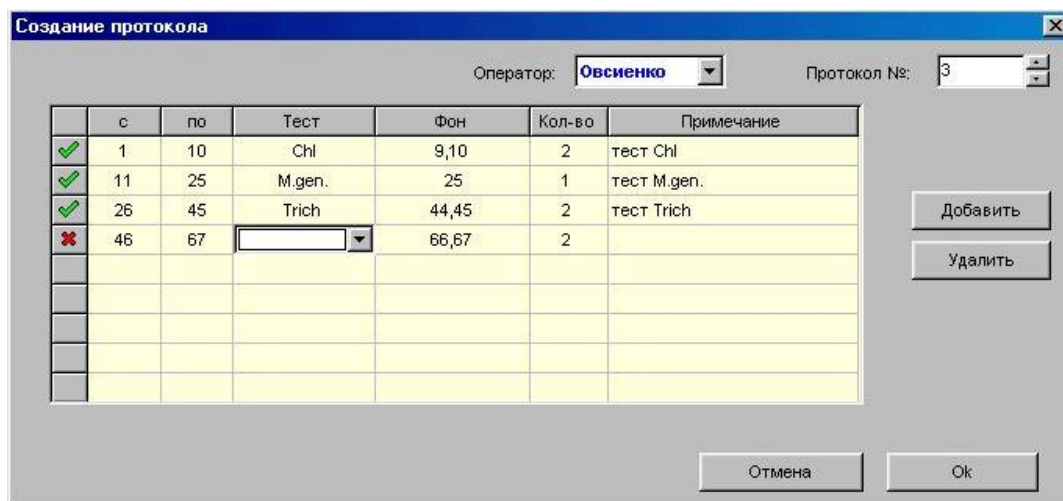 Создание протокола
Оператор: Овсиенко Протокол №: 3
с по Тест Фон Кол-во Примечание
1 10 Chl 9,10 2 тест Chl
11 25 M.gen. 25 1 тест M.gen.
26 45 Trich 44,45 2 тест Trich
46 67 66,67 2
Добавить
Удалить
Отмена Ok